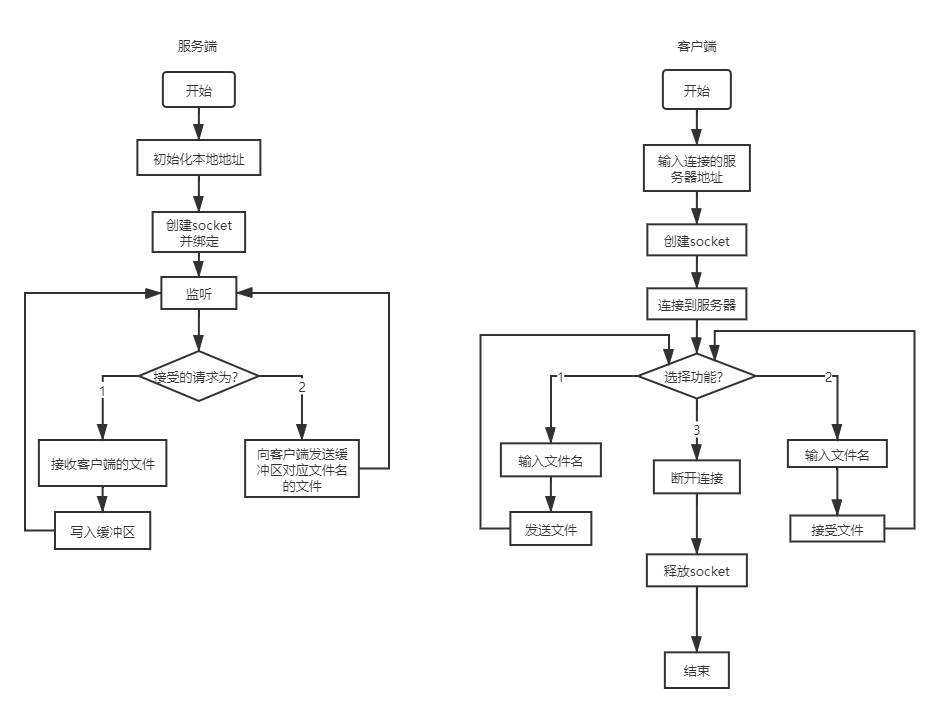 服务端
开始
初始化本地地址
创建socket
并绑定
监听
接受的请求为?
1
2
接收客户端的文件
向客户端发送缓
冲区对应文件名
的文件
写入缓冲区
客户端
开始
输入连接的服
务器地址
创建socket
连接到服务器
选择功能?
1
2
3
输入文件名
断开连接
输入文件名
发送文件
接受文件
释放socket
结束